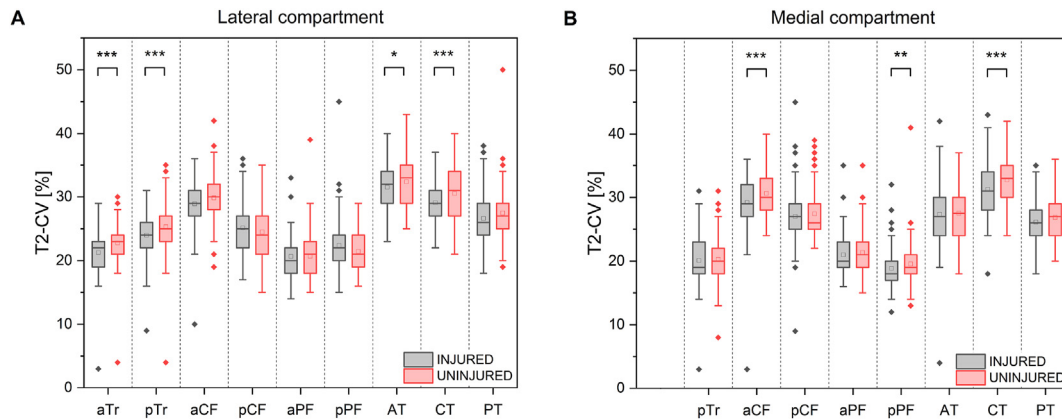 A
Lateral compartment
T2-CV [%]
50
40
30
20
10
0
*** *** * ***
INJURED
UNINJURED
aTr pTr aCF pCF aPF pPF AT CT PT
B
Medial compartment
T2-CV [%]
50
40
30
20
10
0
*** ** ***
INJURED
UNINJURED
pTr aCF pCF aPF pPF AT CT PT